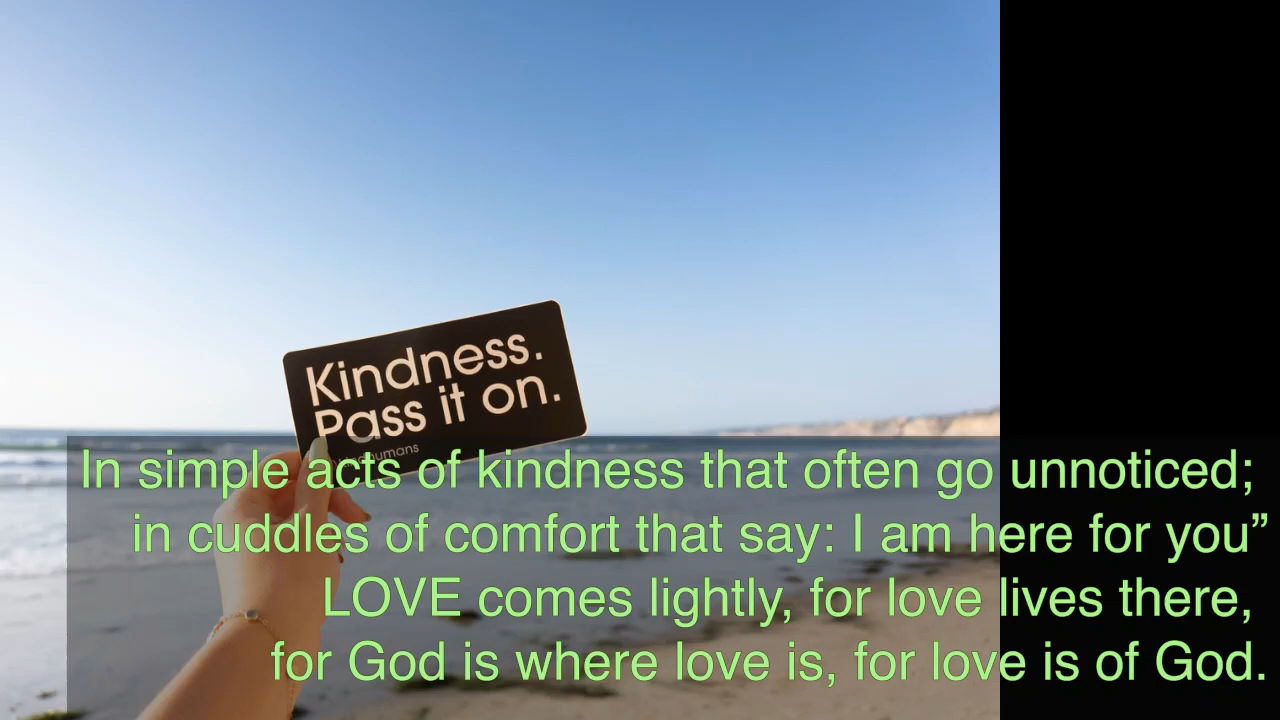 Kindness.
Pass it on.
In simple acts of kindness that often go unnoticed;
in cuddles of comfort that say: I am here for you”
LOVE comes lightly, for love lives there,
for God is where love is, for love is of God.